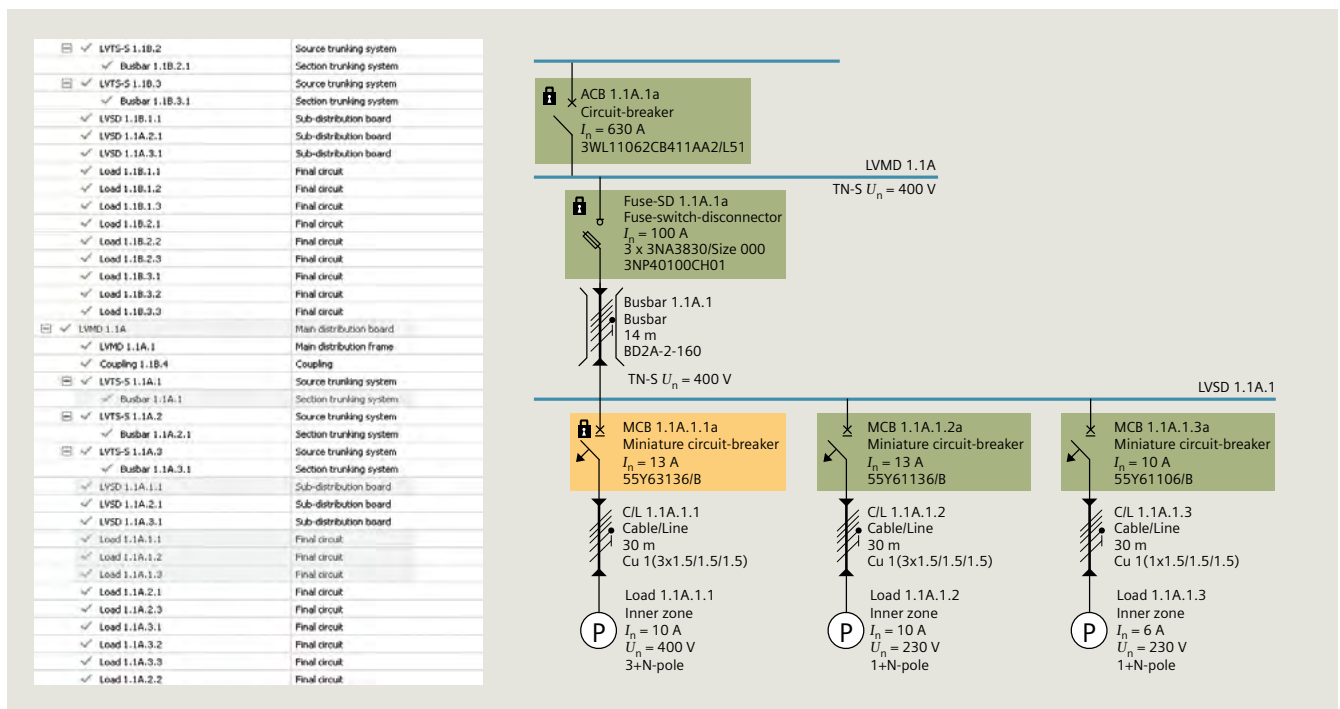 LVTS-S 1.1B.2 Source trunking system
Busbar 1.1B.2.1 Section trunking system
LVTS-S 1.1B.3 Source trunking system
Busbar 1.1B.3.1 Section trunking system
LVSD 1.1B.1.1 Sub-distribution board
LVSD 1.1A.2.1 Sub-distribution board
LVSD 1.1A.3.1 Sub-distribution board
Load 1.1B.1.1 Final circuit
Load 1.1B.1.2 Final circuit
Load 1.1B.1.3 Final circuit
Load 1.1B.2.1 Final circuit
Load 1.1B.2.2 Final circuit
Load 1.1B.2.3 Final circuit
Load 1.1B.3.1 Final circuit
Load 1.1B.3.2 Final circuit
Load 1.1B.3.3 Final circuit
LVMD 1.1A Main distribution board
LVMD 1.1A.1 Main distribution frame
Coupling 1.1B.4 Coupling
LVTS-S 1.1A.1 Source trunking system
Busbar 1.1A.1 Section trunking system
LVTS-S 1.1A.2 Source trunking system
Busbar 1.1A.2.1 Section trunking system
LVTS-S 1.1A.3 Source trunking system
Busbar 1.1A.3.1 Section trunking system
LVSD 1.1A.1.1 Sub-distribution board
LVSD 1.1A.2.1 Sub-distribution board
LVSD 1.1A.3.1 Sub-distribution board
Load 1.1A.1.1 Final circuit
Load 1.1A.1.2 Final circuit
Load 1.1A.1.3 Final circuit
Load 1.1A.2.1 Final circuit
Load 1.1A.2.3 Final circuit
Load 1.1A.3.1 Final circuit
Load 1.1A.3.2 Final circuit
Load 1.1A.3.3 Final circuit
Load 1.1A.2.2 Final circuit
ACB 1.1A.1a
Circuit-breaker
In = 630 A
3WL11062CB411AA2/L51
LVMD 1.1A
TN-S Un = 400 V
Fuse-SD 1.1A.1a
Fuse-switch-disconnector
In = 100 A
3 x 3NA3830/Size 000
3NP40100CH01
Busbar 1.1A.1
Busbar
14 m
BD2A-2-160
TN-S Un = 400 V
LVSD 1.1A.1
MCB 1.1A.1.1a
Miniature circuit-breaker
In = 13 A
55Y63136/B
C/L 1.1A.1.1
Cable/Line
30 m
Cu 1(3x1.5/1.5/1.5)
Load 1.1A.1.1
Inner zone
In = 10 A
Un = 400 V
3+N-pole
P
MCB 1.1A.1.2a
Miniature circuit-breaker
In = 13 A
55Y61136/B
C/L 1.1A.1.2
Cable/Line
30 m
Cu 1(3x1.5/1.5/1.5)
Load 1.1A.1.2
Inner zone
In = 10 A
Un = 230 V
1+N-pole
P
MCB 1.1A.1.3a
Miniature circuit-breaker
In = 10 A
55Y61106/B
C/L 1.1A.1.3
Cable/Line
30 m
Cu 1(1x1.5/1.5/1.5)
Load 1.1A.1.3
Inner zone
In = 6 A
Un = 230 V
1+N-pole
P